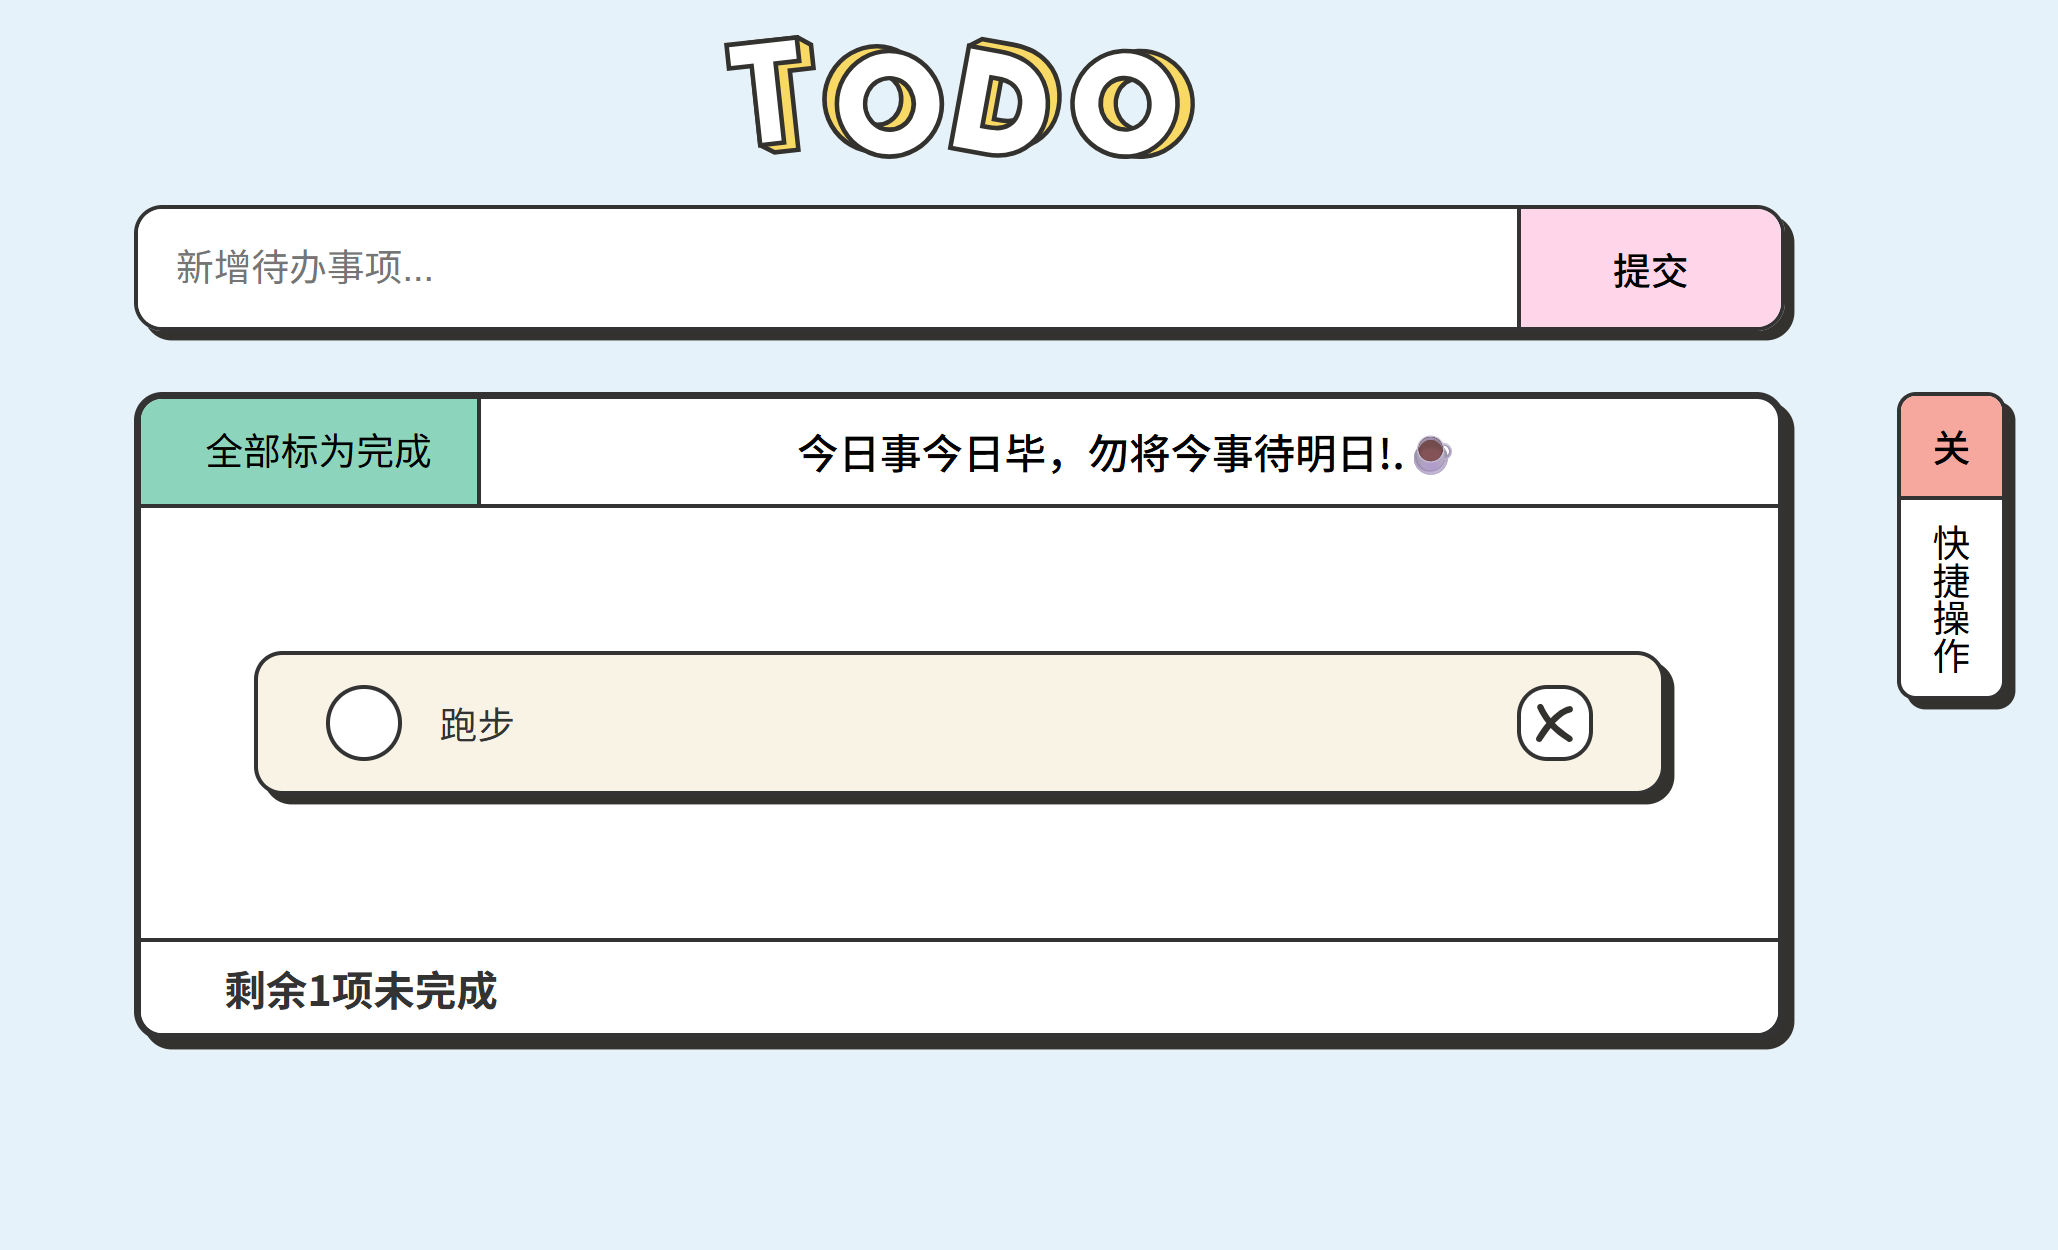 TODO
新增待办事项...
提交
全部标为完成
今日事今日毕，勿将今事待明日!.
关
快捷操作
跑步
剩余1项未完成